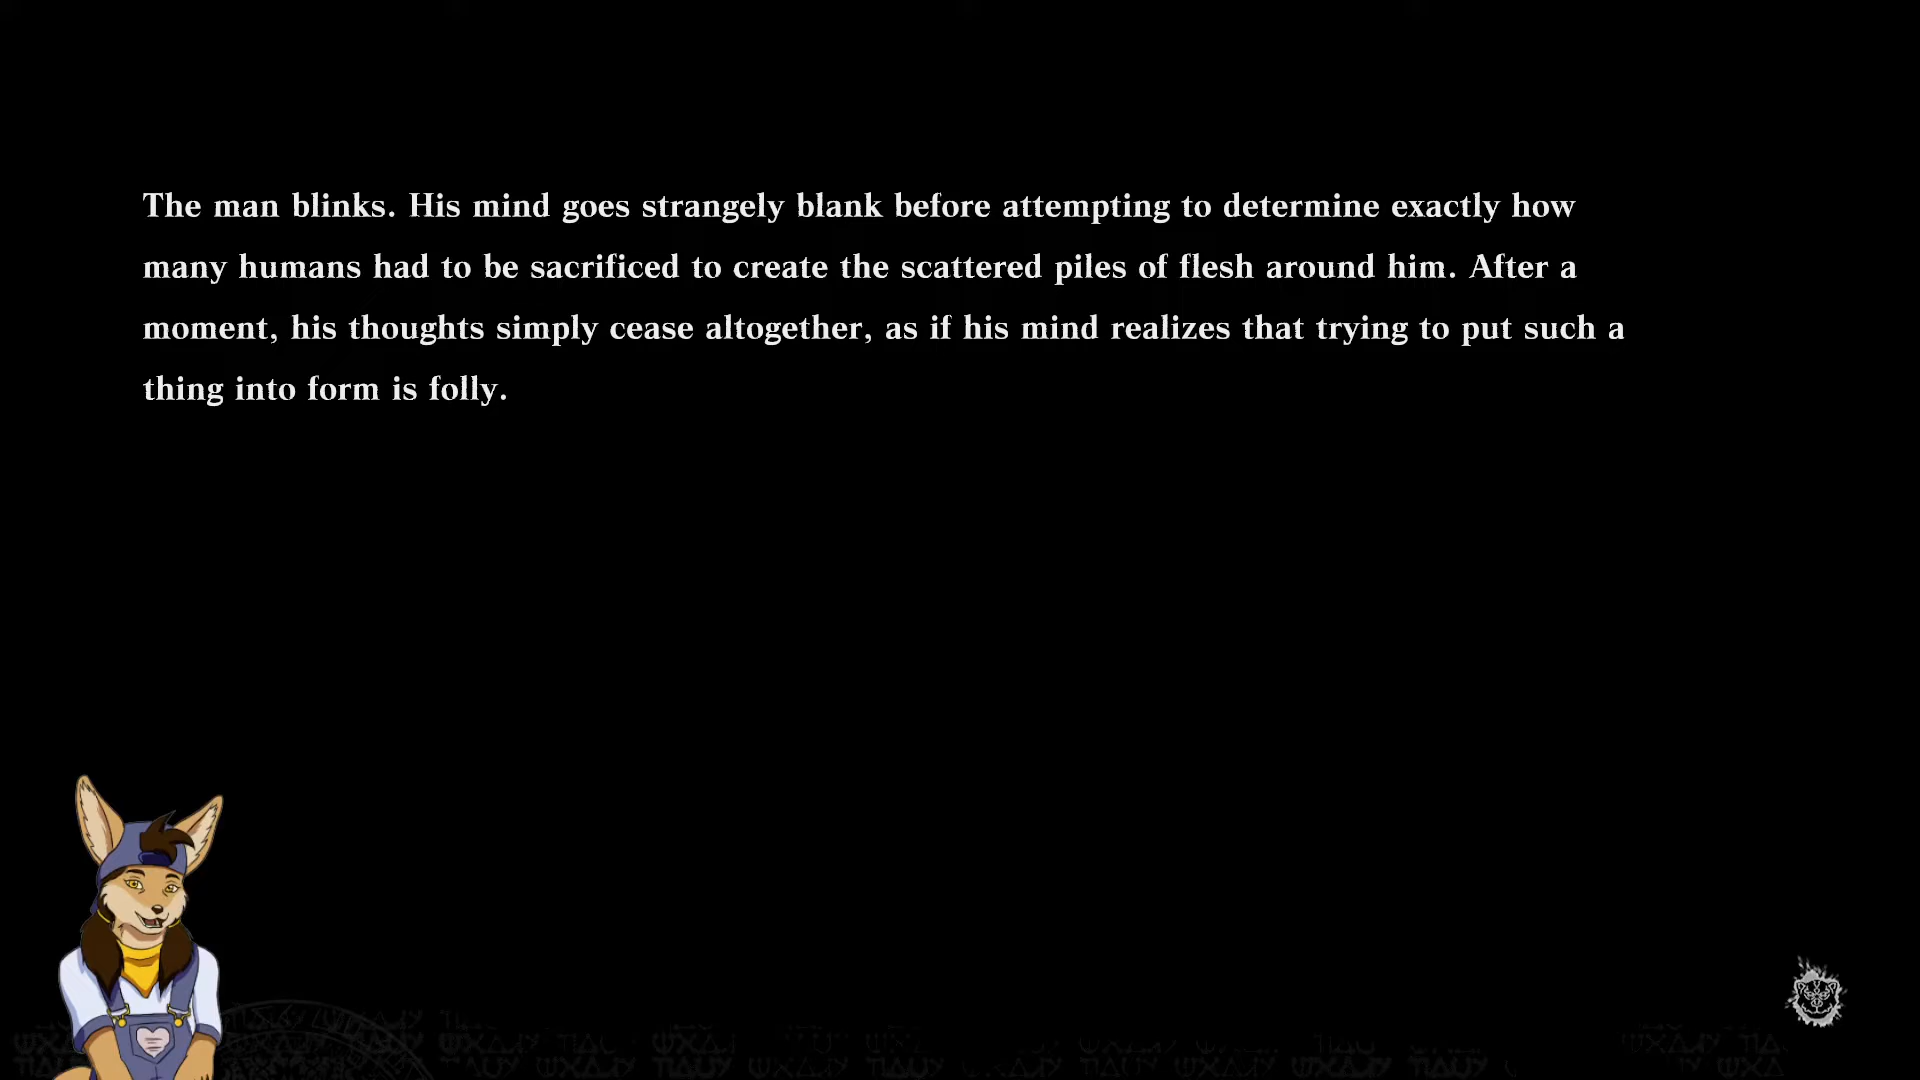 The man blinks. His mind goes strangely blank before attempting to determine exactly how
many humans had to be sacrificed to create the scattered piles of flesh around him. After a
moment, his thoughts simply cease altogether, as if his mind realizes that trying to put such a
thing into form is folly.